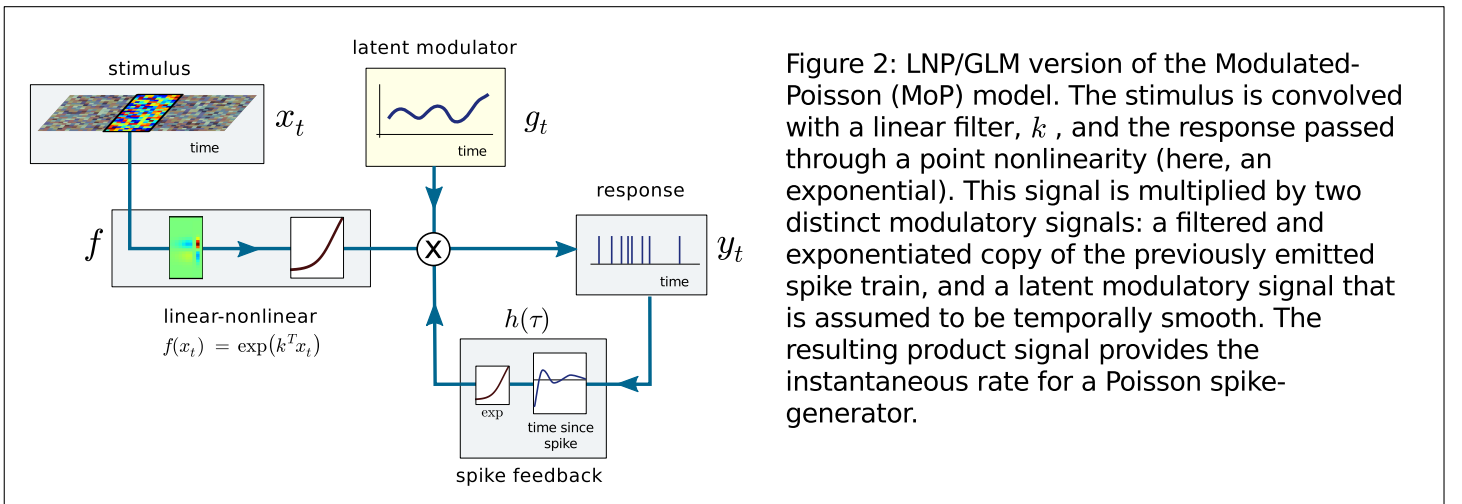 latent modulator
stimulus
x_t
time
g_t
time
response
f
X
y_t
time
linear-nonlinear
f(x_t) = exp(k^T x_t)
h(τ)
exp
time since
spike
spike feedback
Figure 2: LNP/GLM version of the Modulated-
Poisson (MoP) model. The stimulus is convolved
with a linear filter, k , and the response passed
through a point nonlinearity (here, an
exponential). This signal is multiplied by two
distinct modulatory signals: a filtered and
exponentiated copy of the previously emitted
spike train, and a latent modulatory signal that
is assumed to be temporally smooth. The
resulting product signal provides the
instantaneous rate for a Poisson spike-
generator.